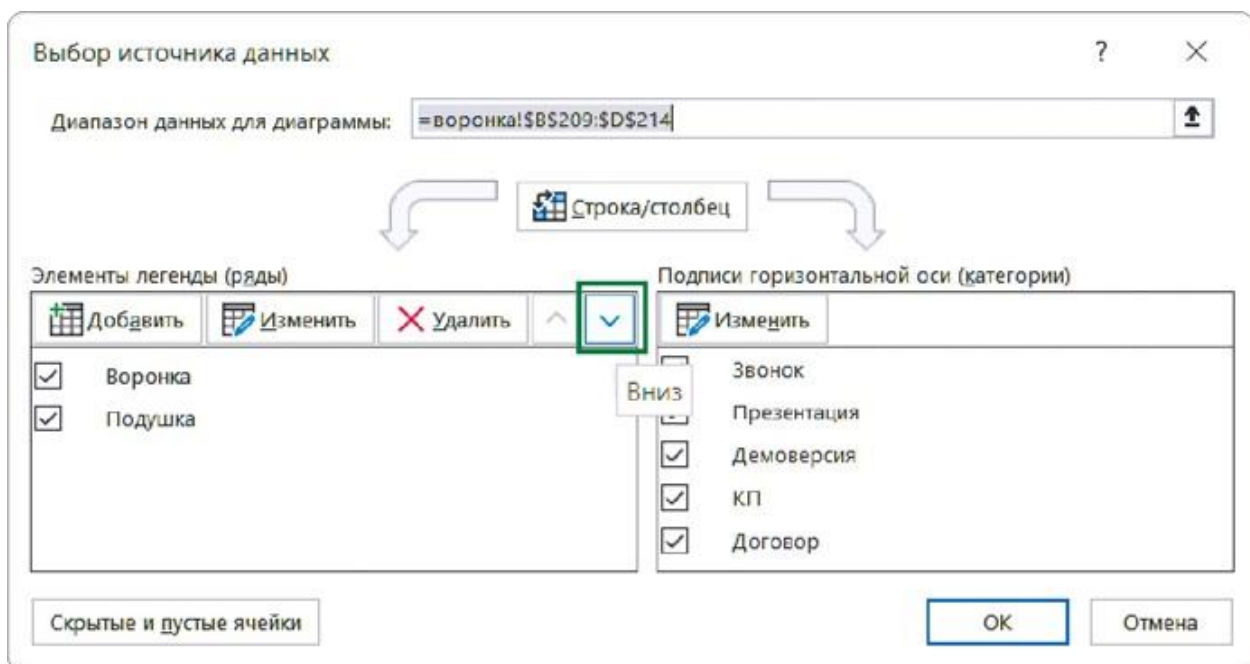 Выбор источника данных ?
Диапазон данных для диаграммы: =воронка!$B$209:$D$214
Строка/столбец
Элементы легенды (ряды)
Добавить Изменить Удалить
Воронка
Подушка
Вниз
Подписи горизонтальной оси (категории)
Изменить
Звонок
Презентация
Демоверсия
КП
Договор
Скрытые и пустые ячейки
ОК Отмена